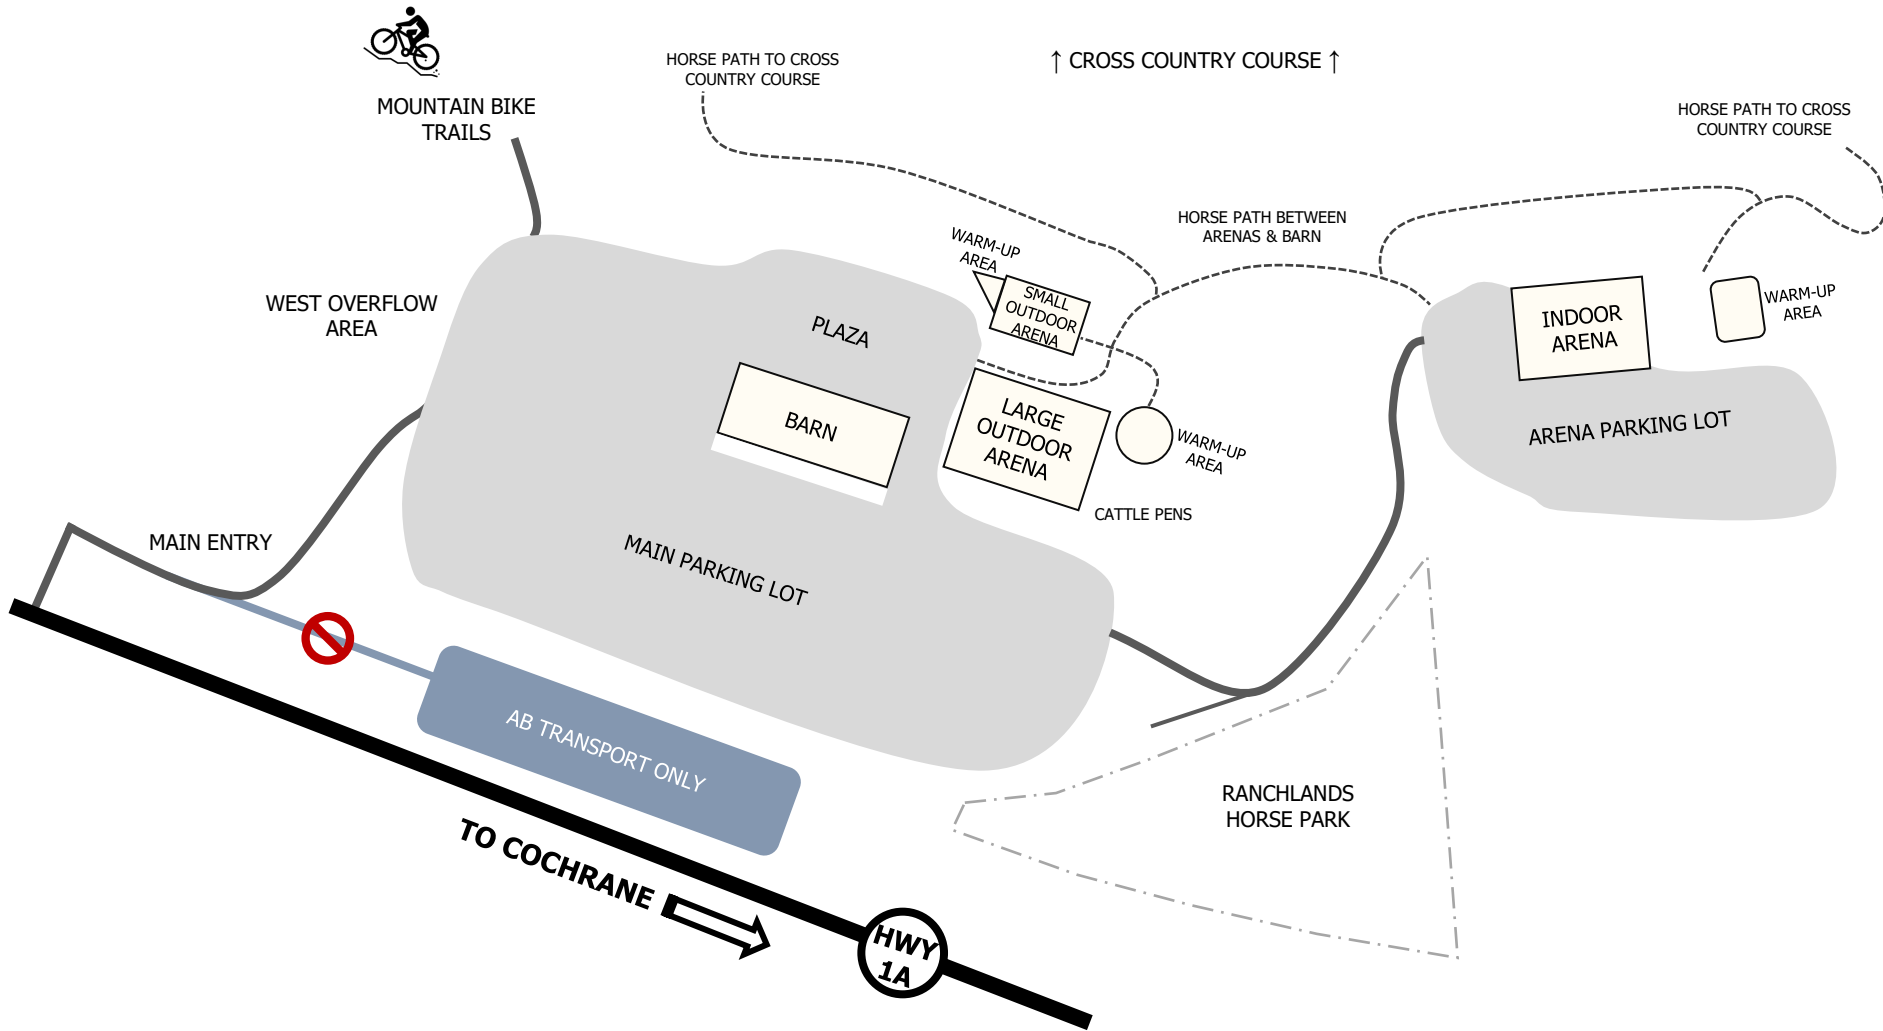 HORSE PATH TO CROSS
COUNTRY COURSE
↑ CROSS COUNTRY COURSE ↑
MOUNTAIN BIKE
TRAILS
HORSE PATH TO CROSS
COUNTRY COURSE
HORSE PATH BETWEEN
ARENAS & BARN
WARM-UP
AREA
SMALL
OUTDOOR
ARENA
WEST OVERFLOW
AREA
PLAZA
INDOOR
ARENA
WARM-UP
AREA
BARN
LARGE
OUTDOOR
ARENA
WARM-UP
AREA
ARENA PARKING LOT
CATTLE PENS
MAIN ENTRY
MAIN PARKING LOT
AB TRANSPORT ONLY
RANCHLANDS
HORSE PARK
TO COCHRANE
HWY
1A